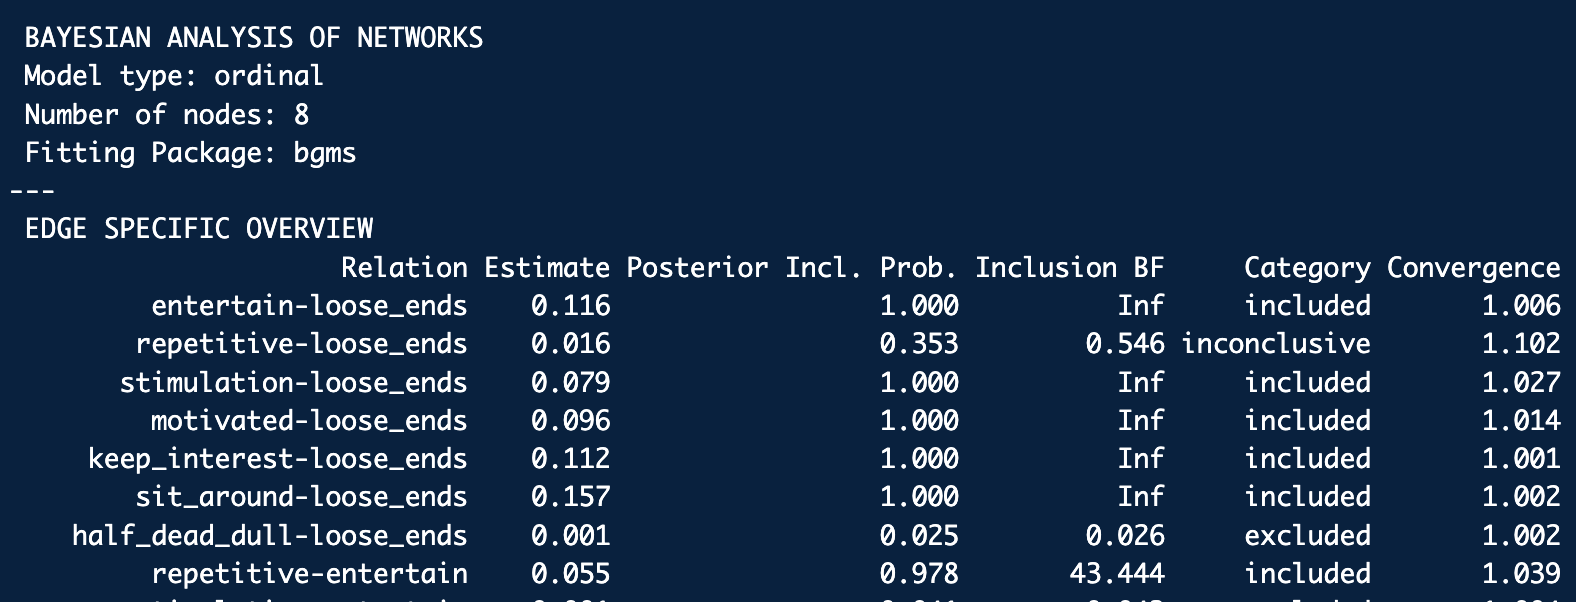 BAYESIAN ANALYSIS OF NETWORKS
Model type: ordinal
Number of nodes: 8
Fitting Package: bgms
---
EDGE SPECIFIC OVERVIEW
Relation Estimate Posterior Incl. Prob. Inclusion BF Category Convergence
entertain-loose_ends 0.116 1.000 Inf included 1.006
repetitive-loose_ends 0.016 0.353 0.546 inconclusive 1.102
stimulation-loose_ends 0.079 1.000 Inf included 1.027
motivated-loose_ends 0.096 1.000 Inf included 1.014
keep_interest-loose_ends 0.112 1.000 Inf included 1.001
sit_around-loose_ends 0.157 1.000 Inf included 1.002
half_dead_dull-loose_ends 0.001 0.025 0.026 excluded 1.002
repetitive-entertain 0.055 0.978 43.444 included 1.039